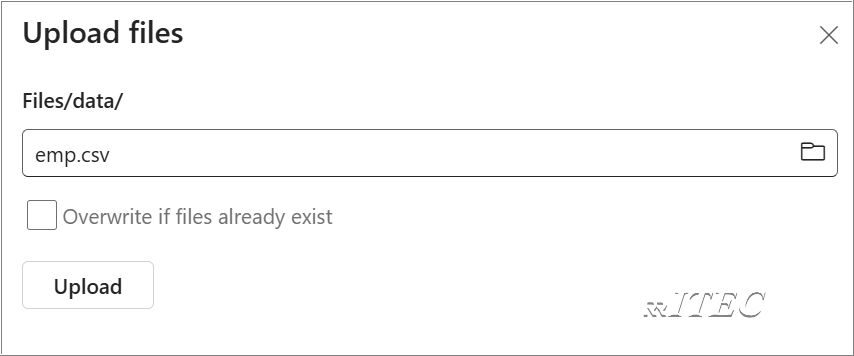 Upload files
Files/data/
emp.csv
Overwrite if files already exist
Upload
RRITEC